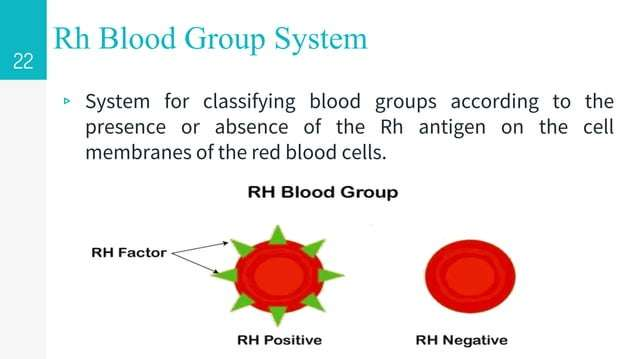 Rh Blood Group System
22
▹ System for classifying blood groups according to the
presence or absence of the Rh antigen on the cell
membranes of the red blood cells.
RH Blood Group
RH Factor
RH Positive
RH Negative